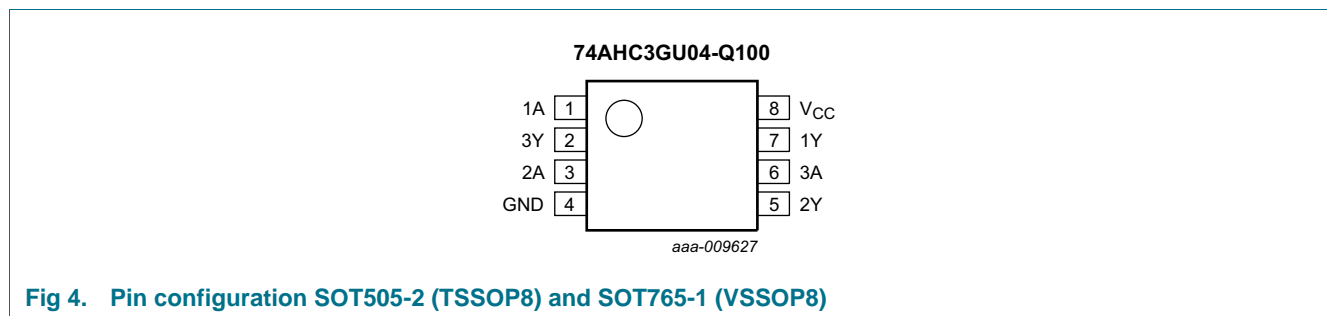 74AHC3GU04-Q100
1A 1 8 VCC
3Y 2 7 1Y
2A 3 6 3A
GND 4 5 2Y
aaa-009627
Fig 4. Pin configuration SOT505-2 (TSSOP8) and SOT765-1 (VSSOP8)